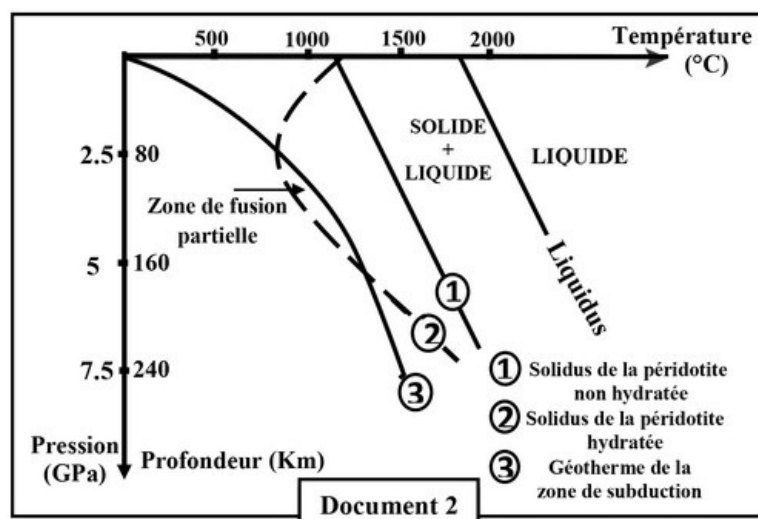 Température
(°C)
500 1000 1500 2000
SOLIDE
+
LIQUIDE
LIQUIDE
2.5 80
Zone de fusion
partielle
5 160
Liquidus
1
2
7.5 240
3
1 Solidus de la péridotite
non hydratée
2 Solidus de la péridotite
hydratée
3 Géotherme de la
zone de subduction
Pression
(GPa)
Profondeur (Km)
Document 2